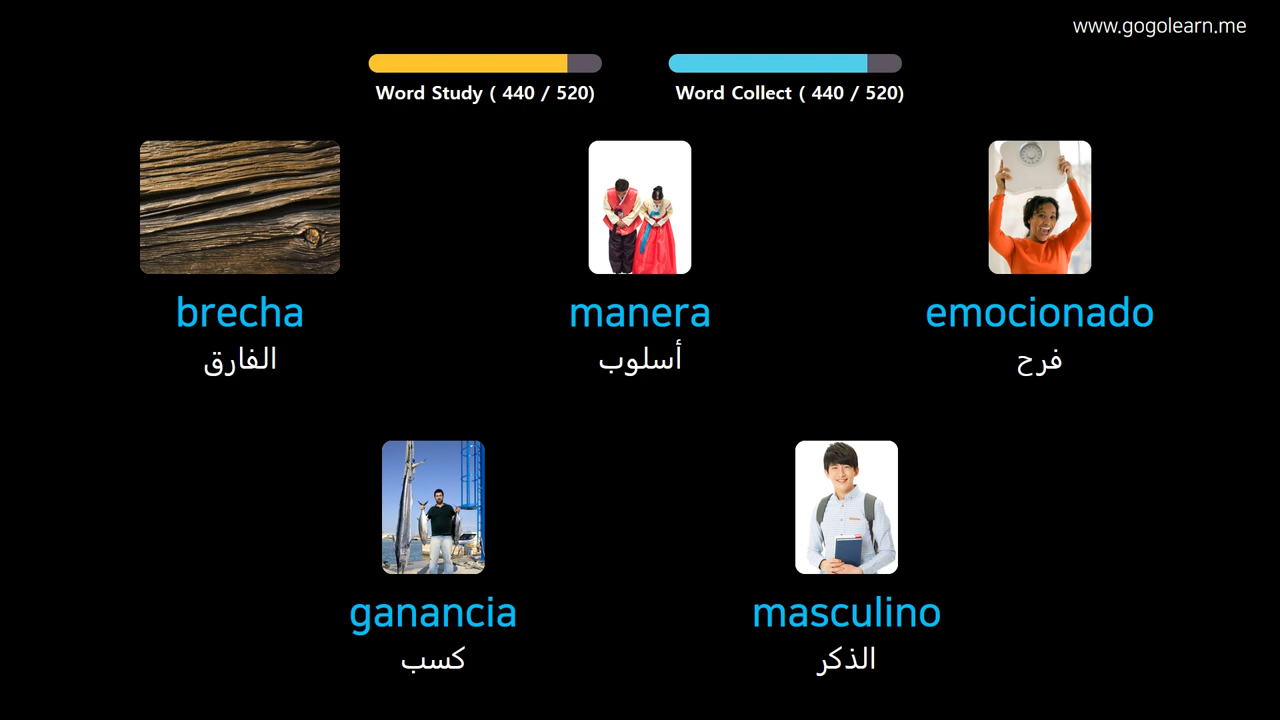 www.gogolearn.me
Word Study ( 440 / 520)
Word Collect ( 440 / 520)
brecha
الفارق
manera
أسلوب
emocionado
فرح
ganancia
كسب
masculino
الذكر